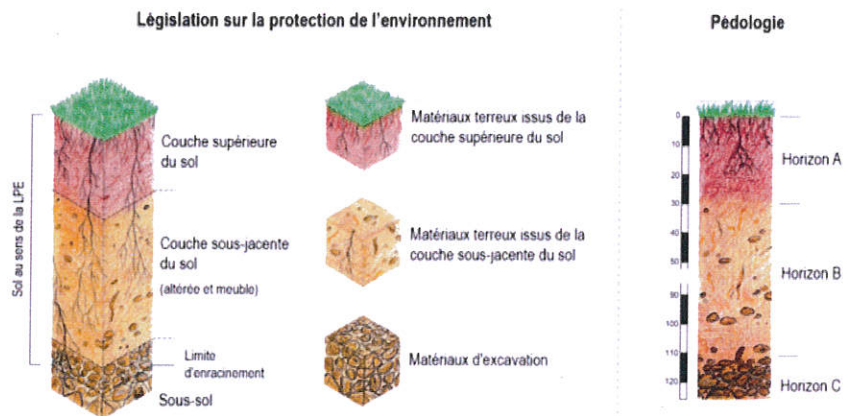 Lègislation sur la protection de l'environnement
Pédologie
Sol au sens de la LPE
Couche supérieure
du sol
Couche sous-jacente
du sol
(altérée et meuble)
Limite
d'enracinement
Sous-sol
Matériaux terreux issus de la
couche supérieure du sol
Matériaux terreux issus de la
couche sous-jacente du sol
Matériaux d'excavation
0
10
20
30
40
50
90
100
110
120
Horizon A
Horizon B
Horizon C